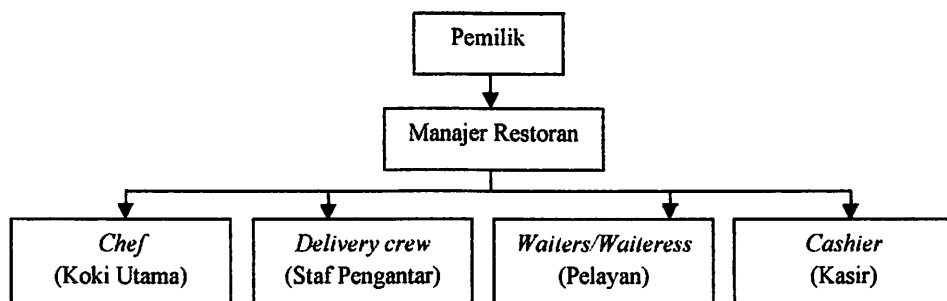 Pemilik
Manajer Restoran
Chef
(Koki Utama)
Delivery crew
(Staf Pengantar)
Waiters/Waiteress
(Pelayan)
Cashier
(Kasir)